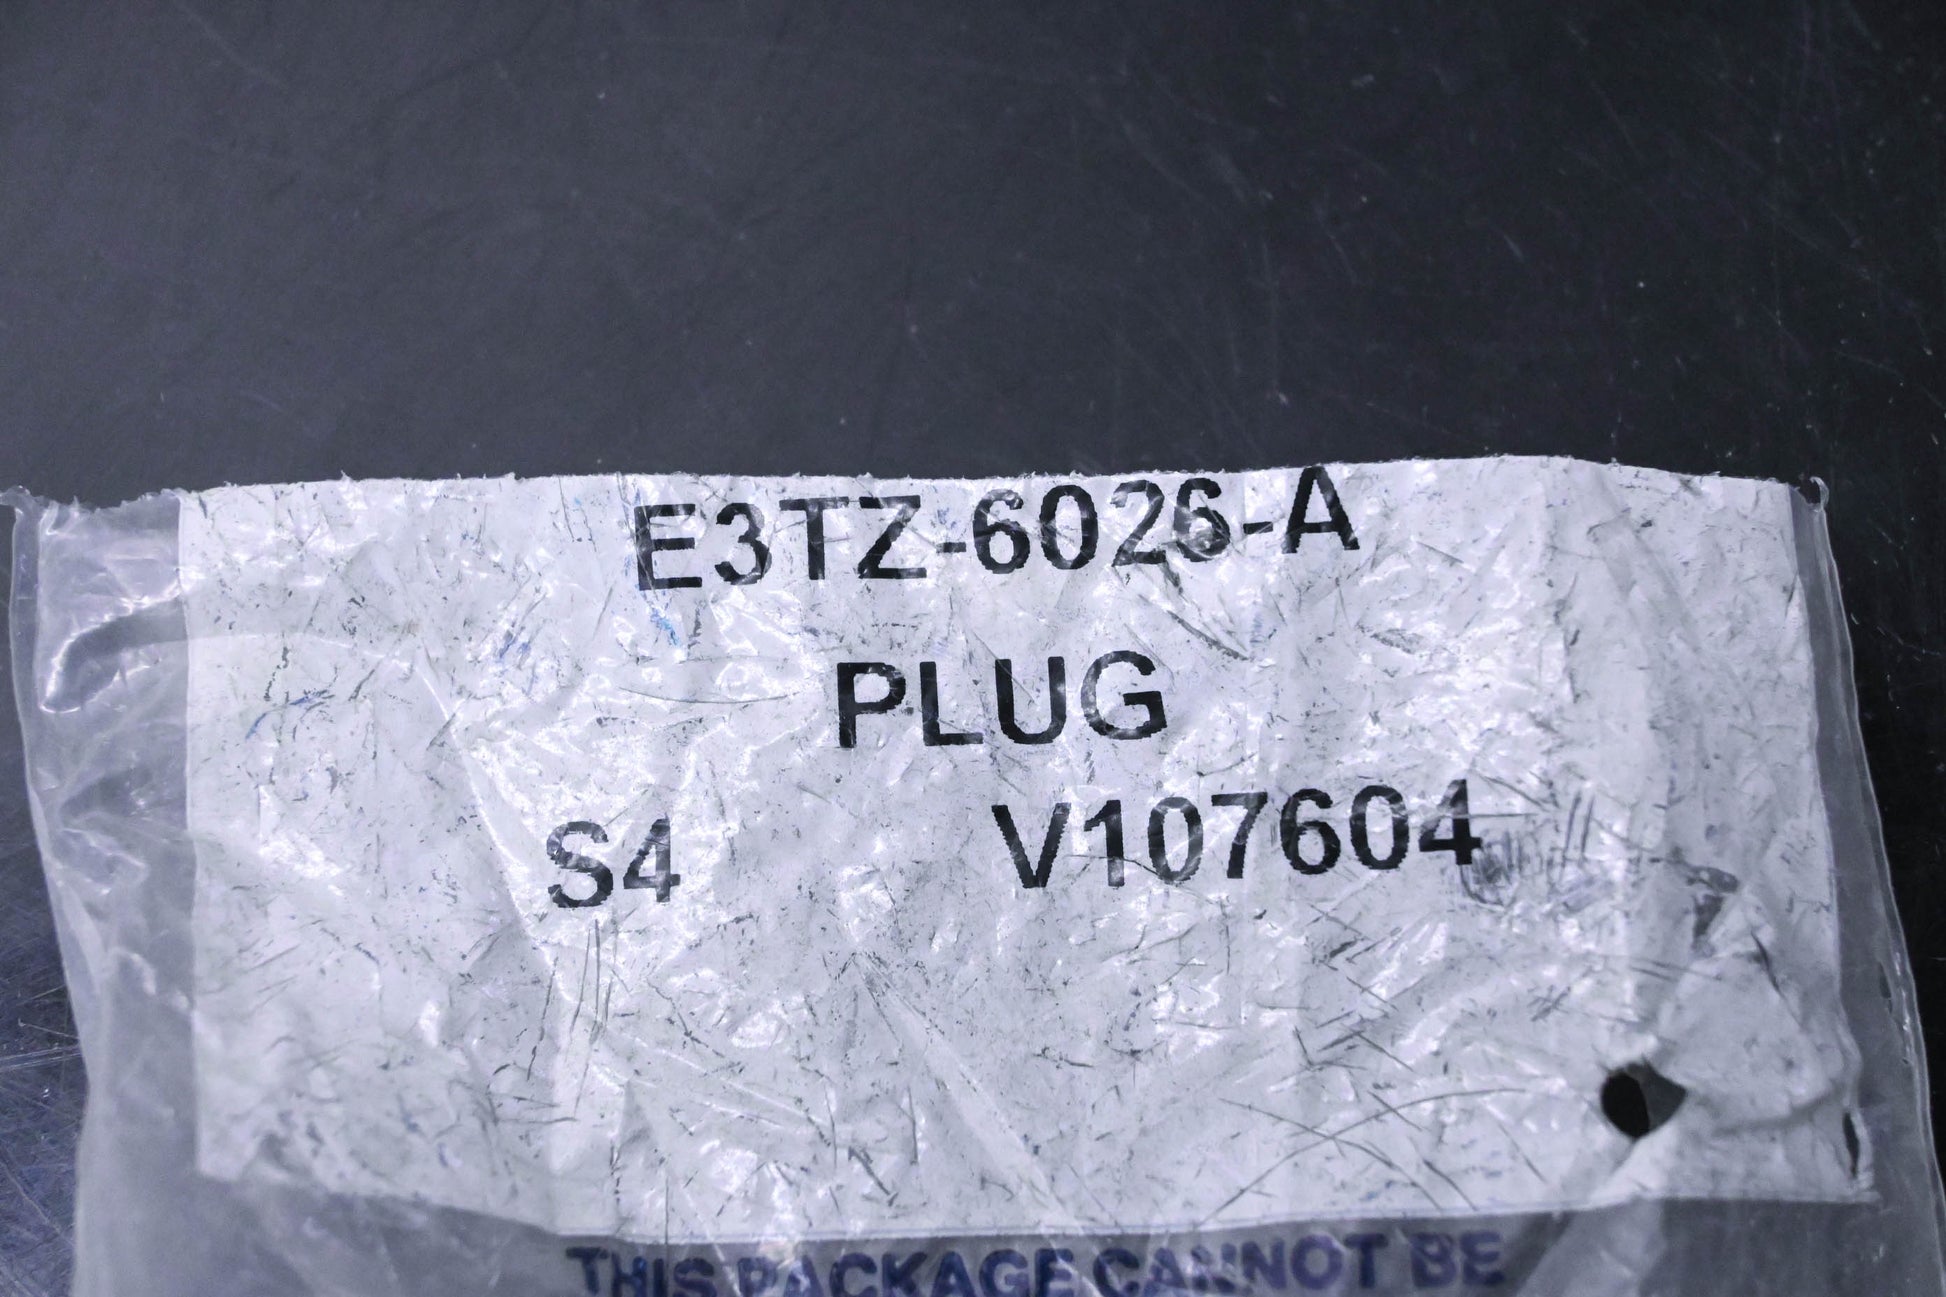 E3TZ-6026-A
PLUG
S4 V107604
THIS PACKAGE CANNOT BE